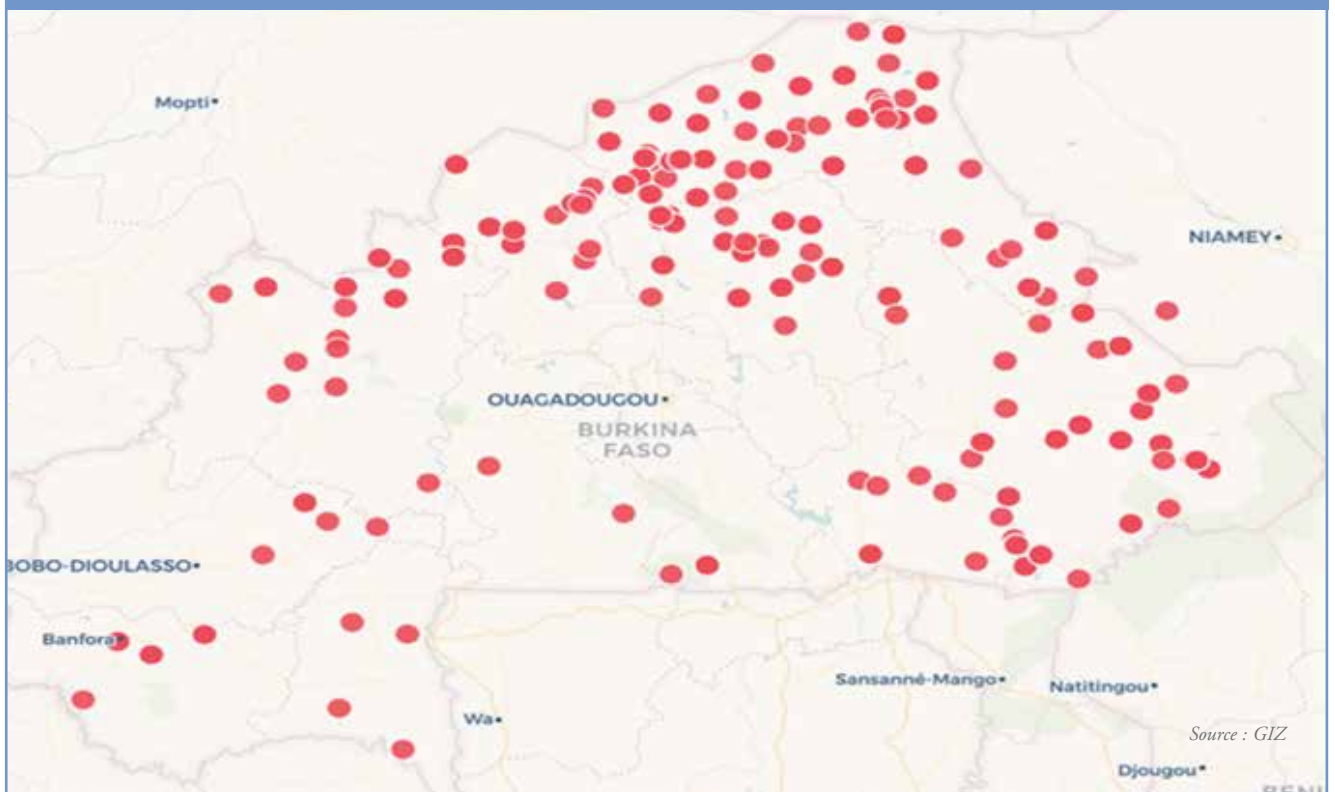 Mopti
NIAMEY
OUAGADOUGOU
BURKINA
FASO
BOBO-DIOULASSO
Banfora
Sansanné-Mango
Natitingou
Wa
Source : GIZ
Djougou